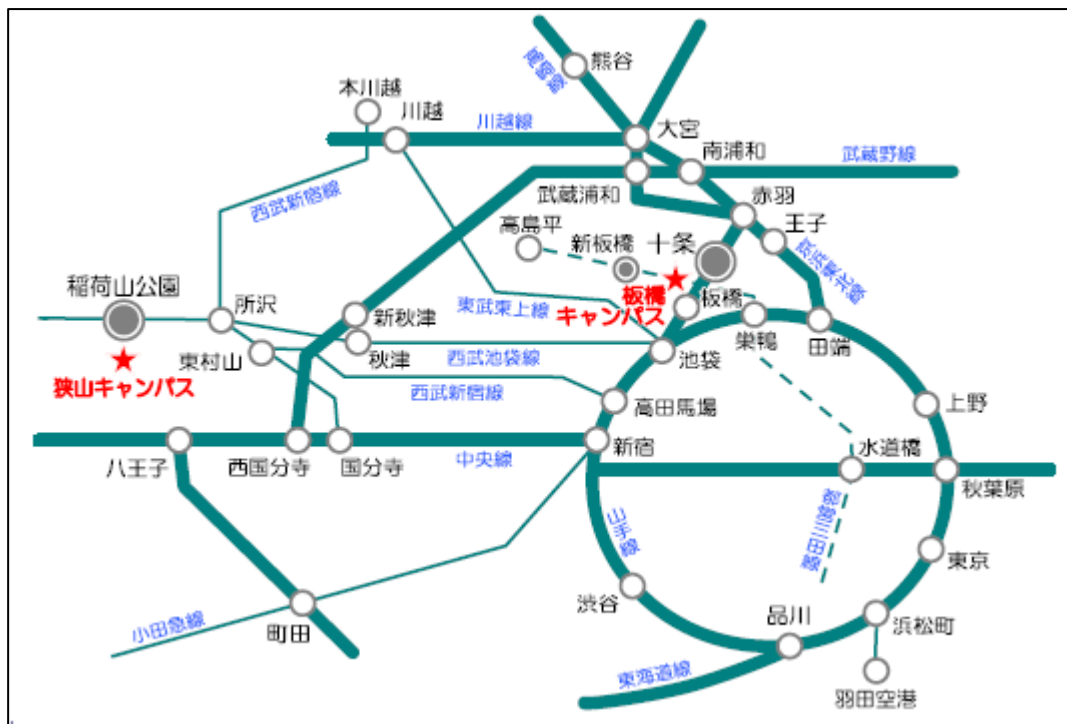 熊谷
高崎線
本川越
川越
川越線
大宮
南浦和
武蔵野線
武蔵浦和
赤羽
王子
西武新宿線
高島平
新板橋
十条
京浜東北線
稲荷山公園
所沢
東武東上線
板橋
キャンパス
板橋
新秋津
巣鴨
田端
東村山
秋津
西武池袋線
池袋
狭山キャンパス
西武新宿線
高田馬場
上野
八王子
西国分寺
国分寺
中央線
新宿
水道橋
秋葉原
山手線
都営三田線
東京
渋谷
小田急線
町田
品川
浜松町
東海道線
羽田空港